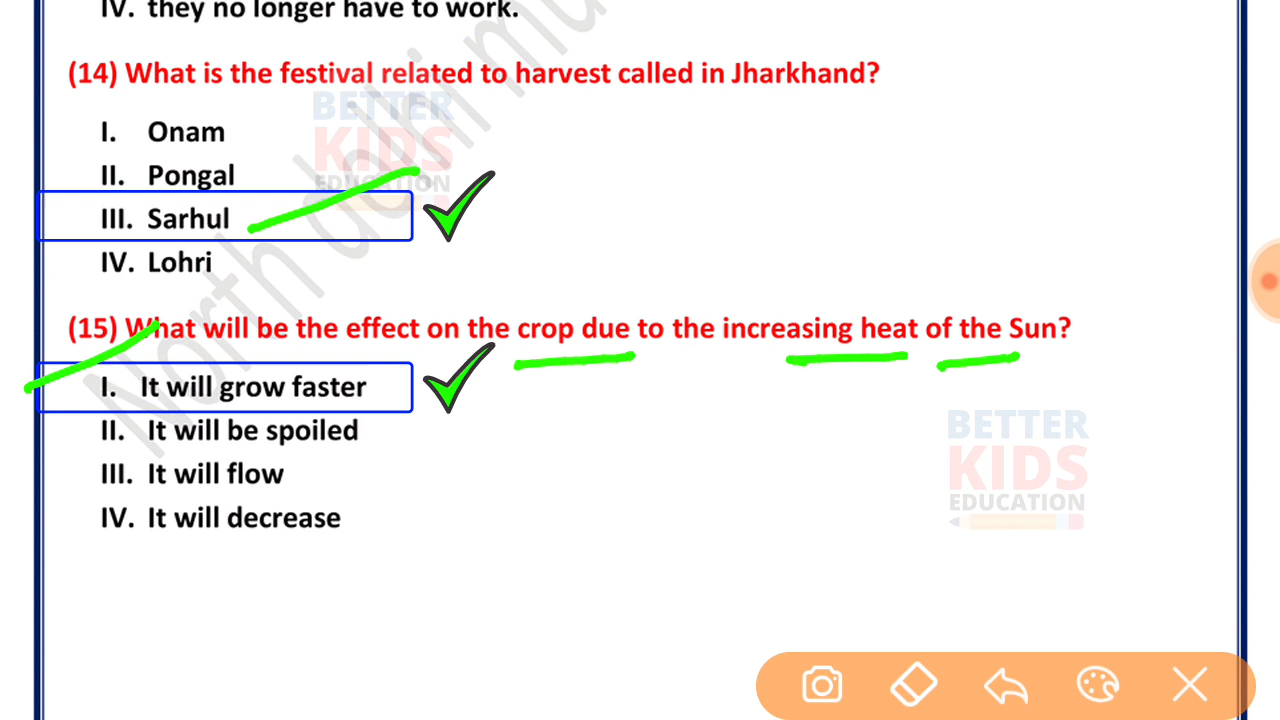 IV. they no longer have to work.
(14) What is the festival related to harvest called in Jharkhand?
BETTER
KIDS
EDUCATION
I. Onam
II. Pongal
III. Sarhul
IV. Lohri
(15) What will be the effect on the crop due to the increasing heat of the Sun?
I. It will grow faster
II. It will be spoiled
III. It will flow
IV. It will decrease
BETTER
KIDS
EDUCATION
North delhi mu